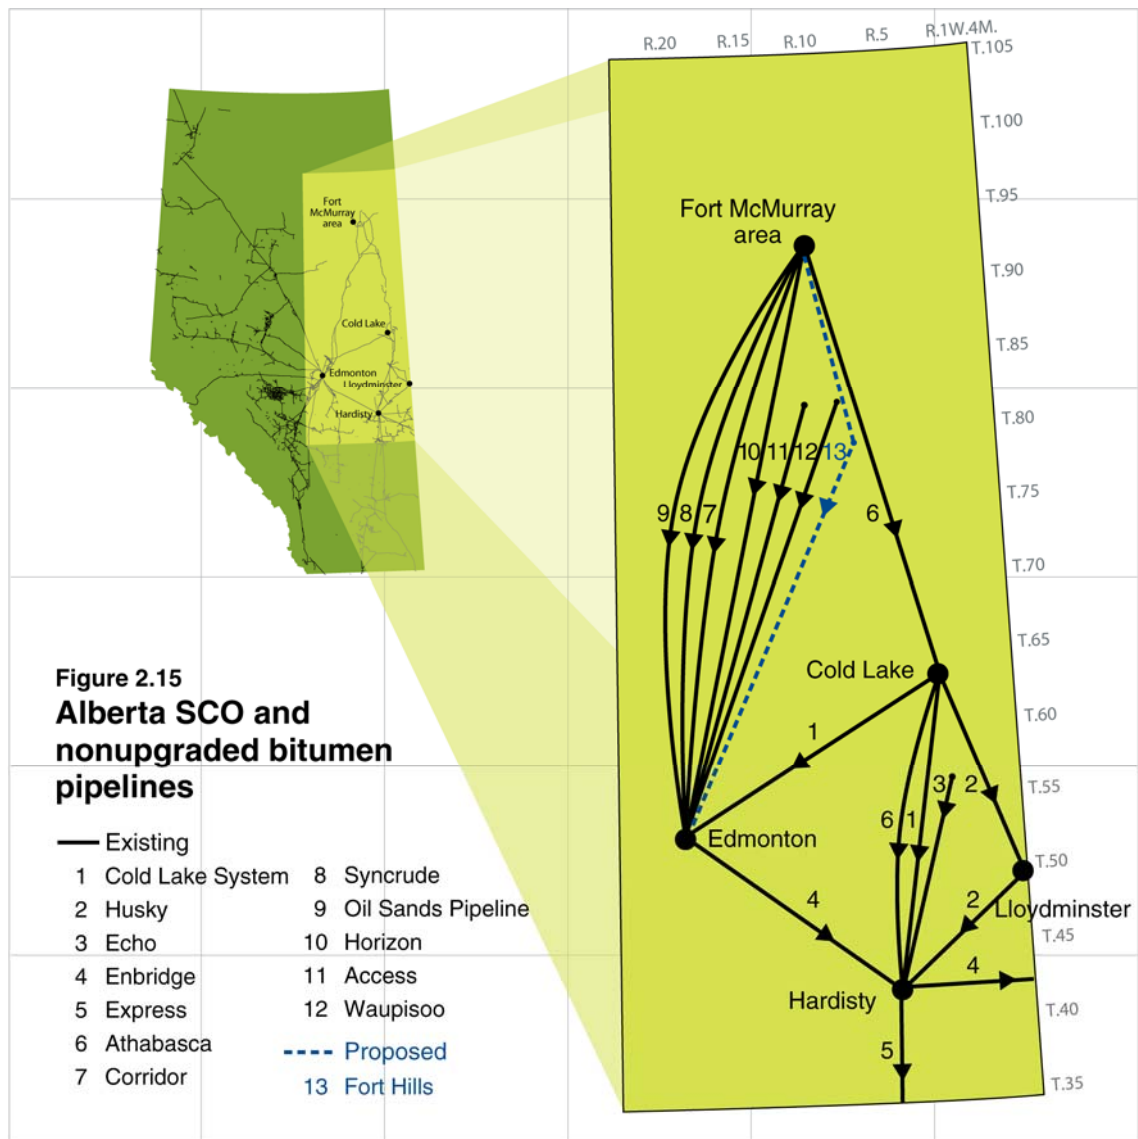 R.20
R.15
R.10
R.5
R.1W.4M.
T.105
T.100
T.95
T.90
T.85
T.80
T.75
T.70
T.65
T.60
T.55
T.50
T.45
T.40
T.35
Fort
McMurray
area
Cold Lake
Edmonton
Lloydminster
Hardisty
Fort McMurray
area
10
11
12
13
9
8
7
6
Cold Lake
1
3
2
6
1
Edmonton
4
2
Lloydminster
4
Hardisty
5
Figure 2.15
Alberta SCO and
nonupgraded bitumen
pipelines
Existing
1 Cold Lake System
2 Husky
3 Echo
4 Enbridge
5 Express
6 Athabasca
7 Corridor
8 Syncrude
9 Oil Sands Pipeline
10 Horizon
11 Access
12 Waupisoo
Proposed
13 Fort Hills